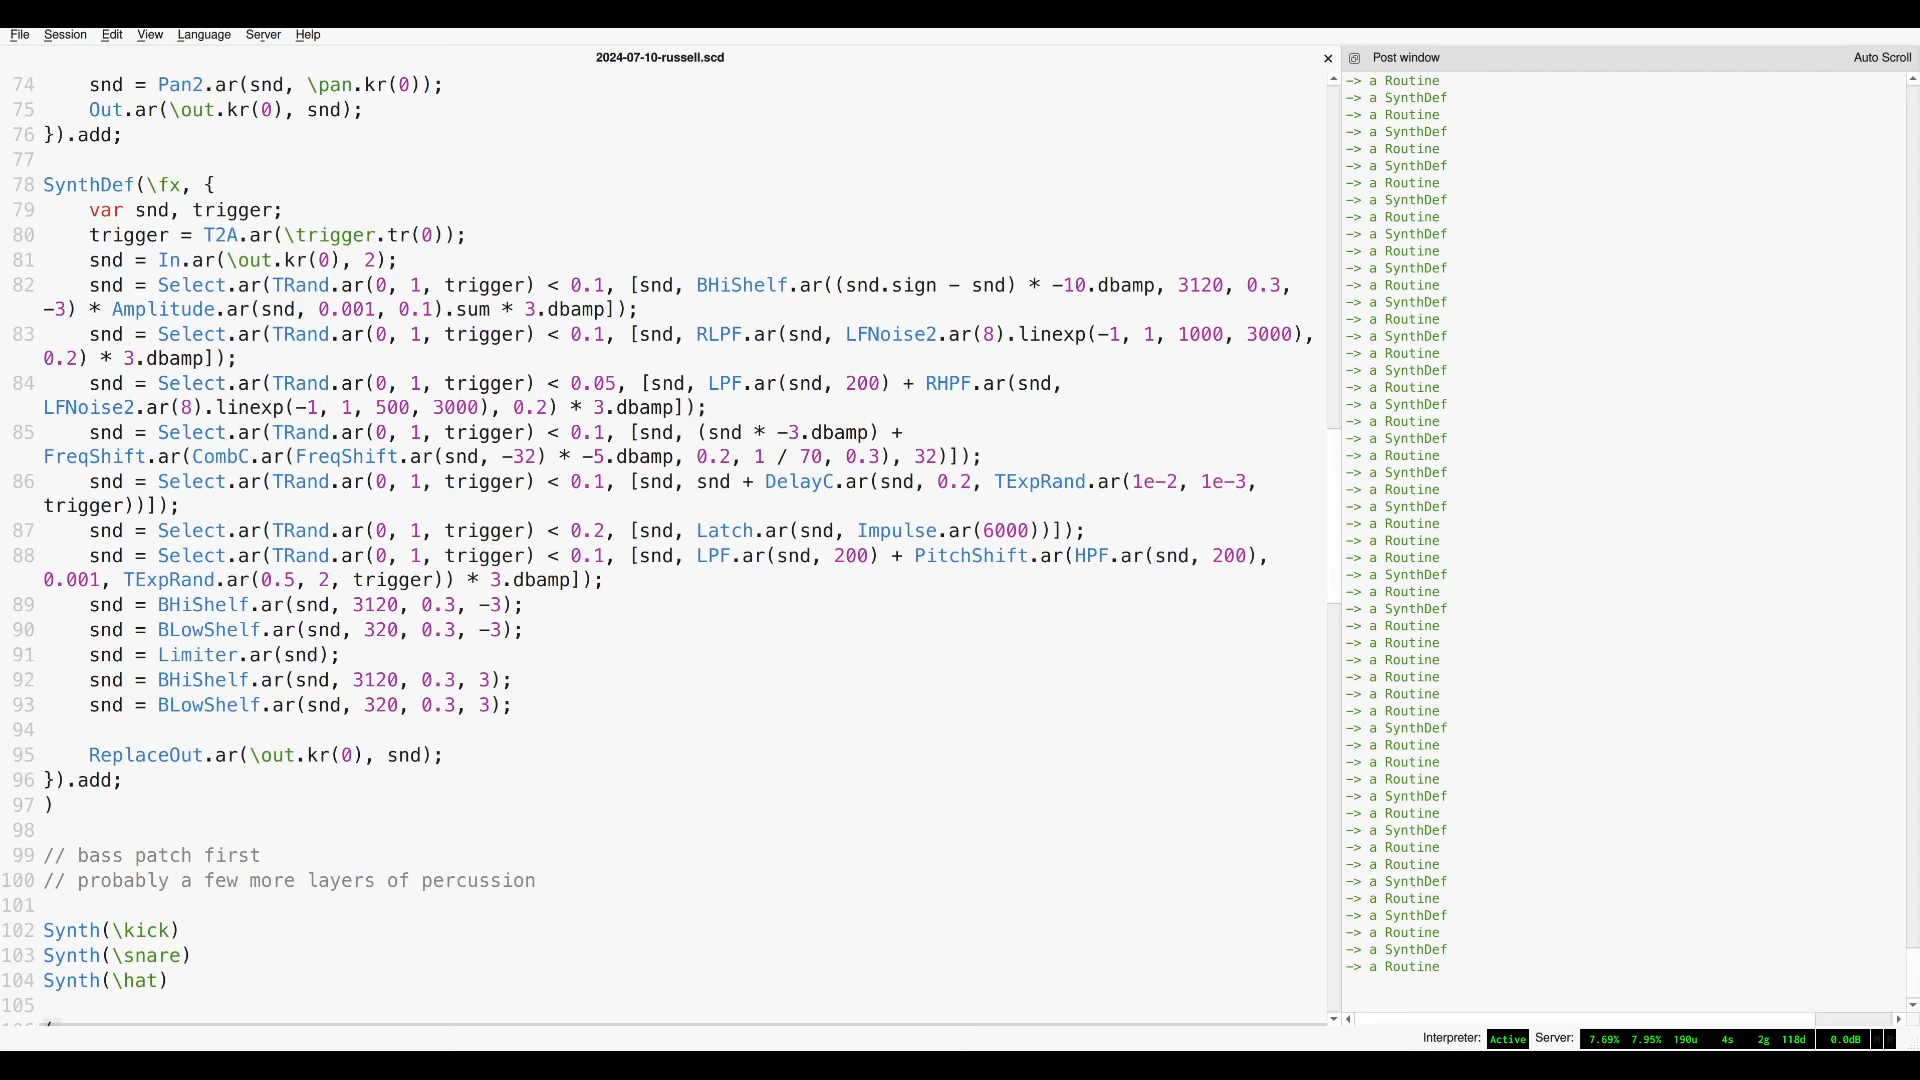 File Session Edit View Language Server Help
2024-07-10-russell.scd
Post window
Auto Scroll
74 snd = Pan2.ar(snd, \pan.kr(0));
75 Out.ar(\out.kr(0), snd);
76 }).add;
77
78 SynthDef(\fx, {
79 var snd, trigger;
80 trigger = T2A.ar(\trigger.tr(0));
81 snd = In.ar(\out.kr(0), 2);
82 snd = Select.ar(TRand.ar(0, 1, trigger) < 0.1, [snd, BHiShelf.ar((snd.sign - snd) * -10.dbamp, 3120, 0.3,
-3) * Amplitude.ar(snd, 0.001, 0.1).sum * 3.dbamp]);
83 snd = Select.ar(TRand.ar(0, 1, trigger) < 0.1, [snd, RLPF.ar(snd, LFNoise2.ar(8).linexp(-1, 1, 1000, 3000),
0.2) * 3.dbamp]);
84 snd = Select.ar(TRand.ar(0, 1, trigger) < 0.05, [snd, LPF.ar(snd, 200) + RHPF.ar(snd,
LFNoise2.ar(8).linexp(-1, 1, 500, 3000), 0.2) * 3.dbamp]);
85 snd = Select.ar(TRand.ar(0, 1, trigger) < 0.1, [snd, (snd * -3.dbamp) +
FreqShift.ar(CombC.ar(FreqShift.ar(snd, -32) * -5.dbamp, 0.2, 1 / 70, 0.3), 32)]);
86 snd = Select.ar(TRand.ar(0, 1, trigger) < 0.1, [snd, snd + DelayC.ar(snd, 0.2, TExpRand.ar(1e-2, 1e-3,
trigger))]);
87 snd = Select.ar(TRand.ar(0, 1, trigger) < 0.2, [snd, Latch.ar(snd, Impulse.ar(6000))]);
88 snd = Select.ar(TRand.ar(0, 1, trigger) < 0.1, [snd, LPF.ar(snd, 200) + PitchShift.ar(HPF.ar(snd, 200),
0.001, TExpRand.ar(0.5, 2, trigger)) * 3.dbamp]);
89 snd = BHiShelf.ar(snd, 3120, 0.3, -3);
90 snd = BLowShelf.ar(snd, 320, 0.3, -3);
91 snd = Limiter.ar(snd);
92 snd = BHiShelf.ar(snd, 3120, 0.3, 3);
93 snd = BLowShelf.ar(snd, 320, 0.3, 3);
94
95 ReplaceOut.ar(\out.kr(0), snd);
96 }).add;
97 )
98
99 // bass patch first
100 // probably a few more layers of percussion
101
102 Synth(\kick)
103 Synth(\snare)
104 Synth(\hat)
105
-> a Routine
-> a SynthDef
-> a Routine
-> a SynthDef
-> a Routine
-> a SynthDef
-> a Routine
-> a SynthDef
-> a Routine
-> a SynthDef
-> a Routine
-> a SynthDef
-> a Routine
-> a SynthDef
-> a Routine
-> a SynthDef
-> a Routine
-> a SynthDef
-> a Routine
-> a SynthDef
-> a Routine
-> a SynthDef
-> a Routine
-> a SynthDef
-> a Routine
-> a SynthDef
-> a Routine
-> a Routine
-> a Routine
-> a SynthDef
-> a Routine
-> a SynthDef
-> a Routine
-> a Routine
-> a Routine
-> a Routine
-> a Routine
-> a Routine
-> a SynthDef
-> a Routine
-> a Routine
-> a Routine
-> a SynthDef
-> a Routine
-> a SynthDef
-> a Routine
-> a Routine
-> a SynthDef
-> a Routine
-> a SynthDef
-> a Routine
-> a SynthDef
-> a Routine
Interpreter: Active Server: 7.69% 7.95% 190u 4s 2g 118d 0.0dB